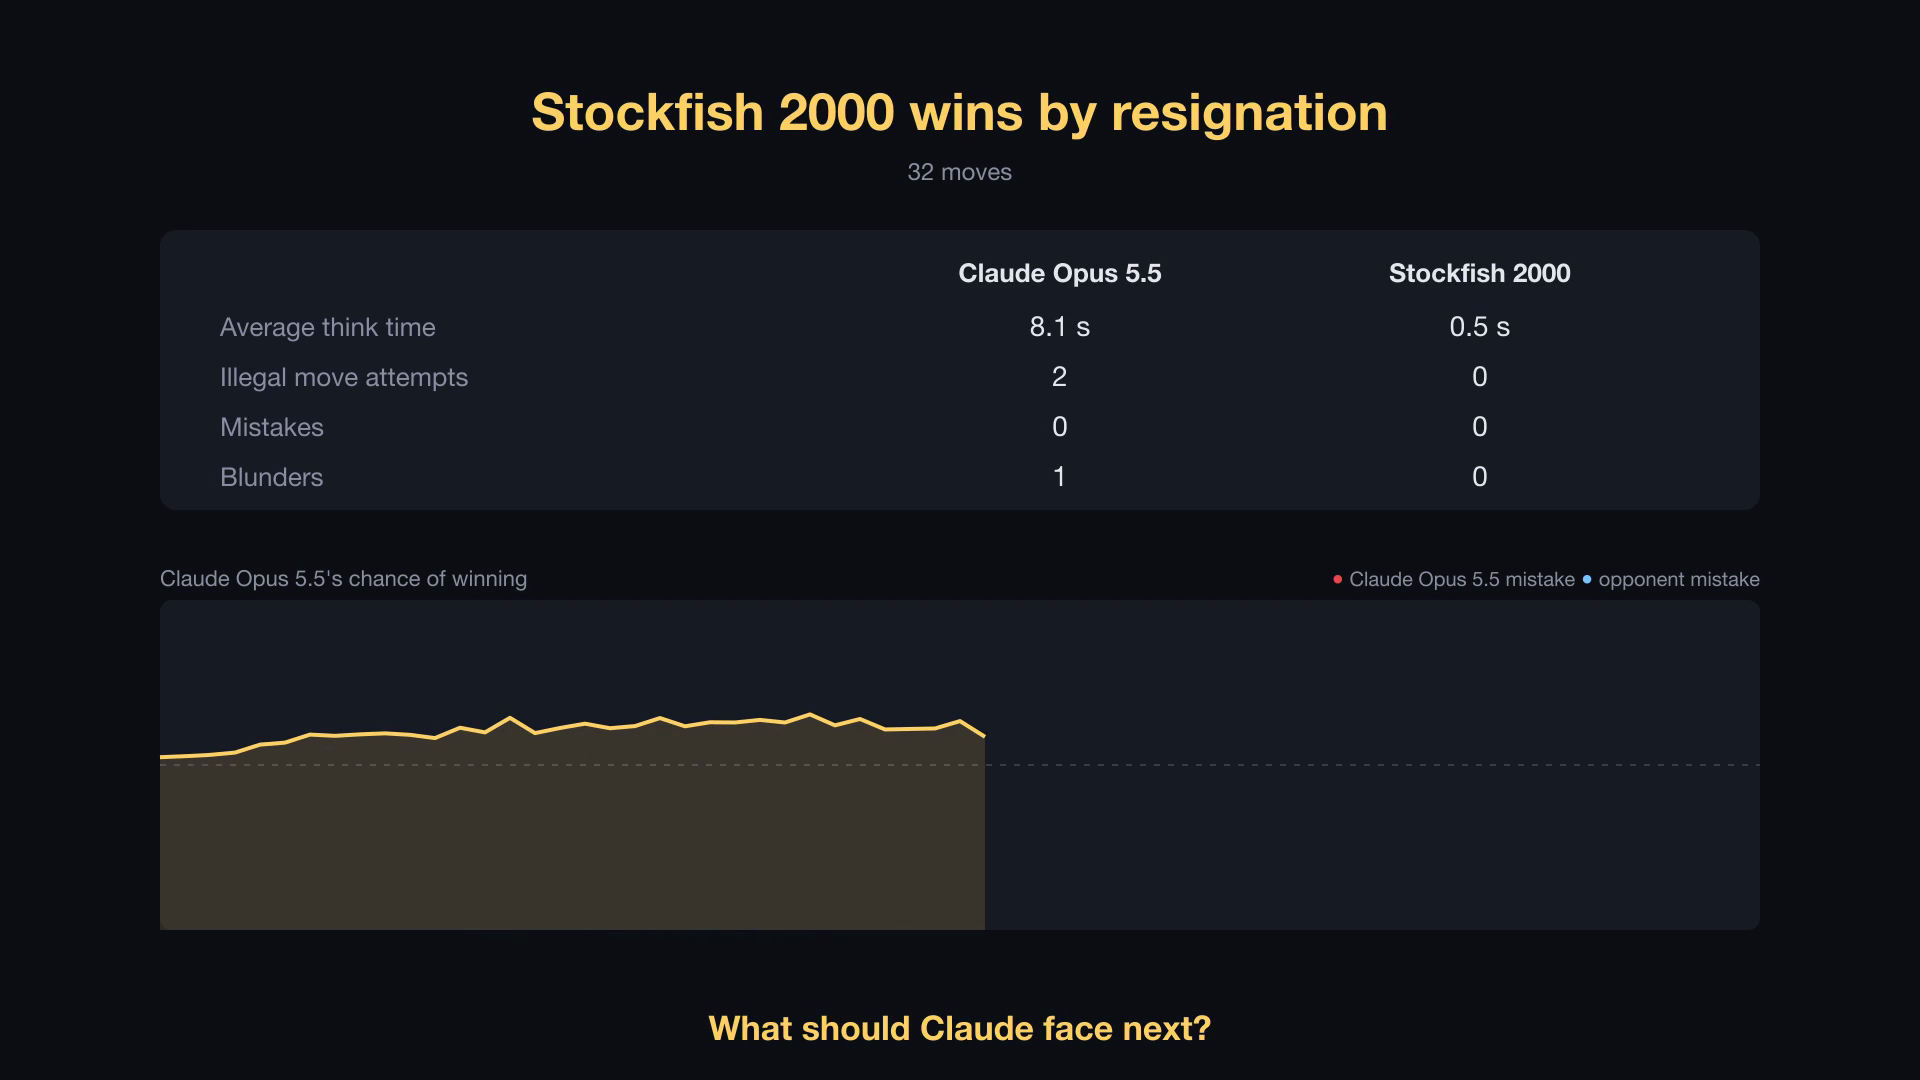 Stockfish 2000 wins by resignation
32 moves
Claude Opus 5.5 Stockfish 2000
Average think time 8.1 s 0.5 s
Illegal move attempts 2 0
Mistakes 0 0
Blunders 1 0
Claude Opus 5.5's chance of winning Claude Opus 5.5 mistake opponent mistake
What should Claude face next?